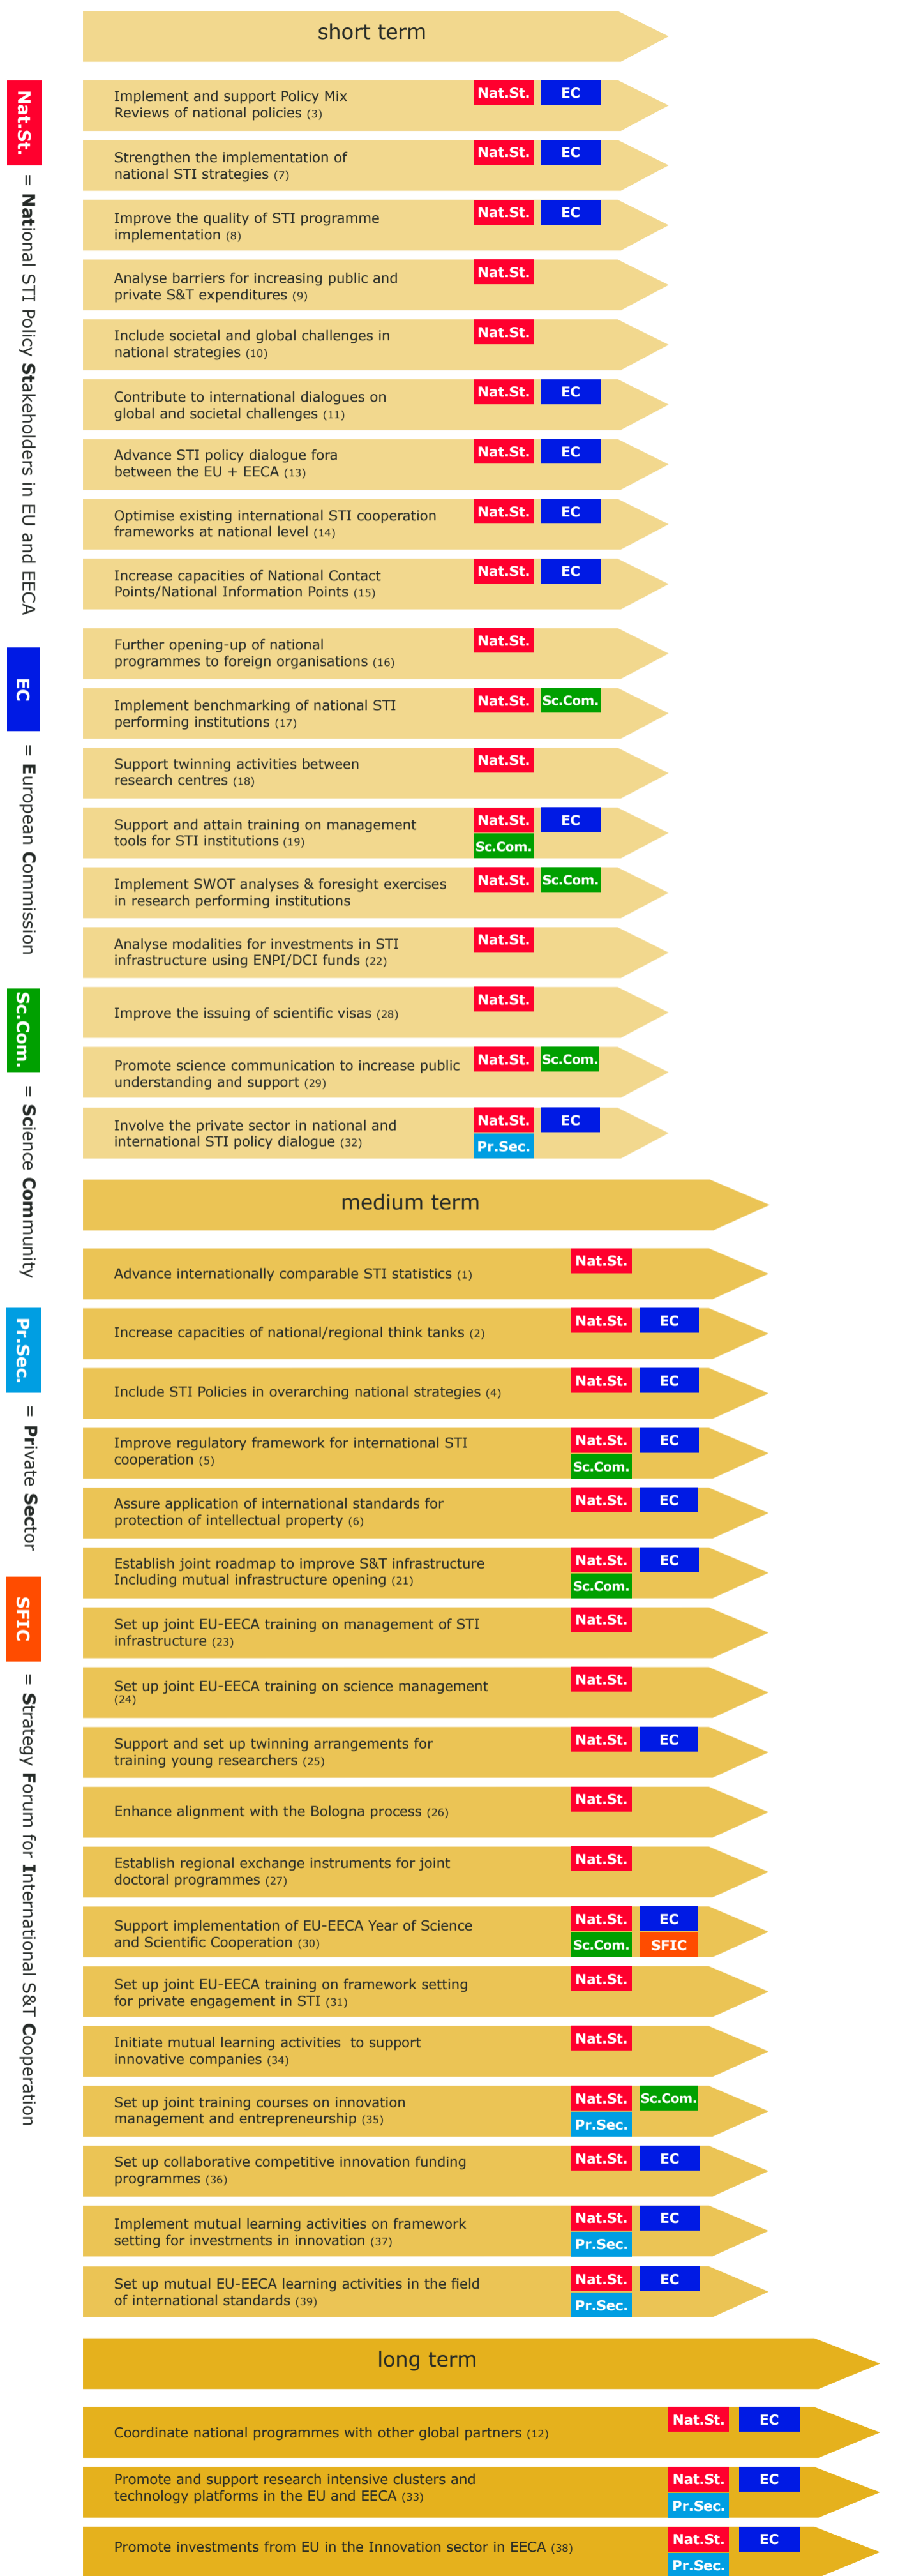 short term
Nat.St.
= National STI Policy Stakeholders in EU and EECA
EC
= European Commission
Sc.Com.
= Science Community
Pr.Sec.
= Private Sector
SFIC
= Strategy Forum for International S&T Cooperation
Implement and support Policy Mix
Reviews of national policies (3)
Nat.St. EC
Strengthen the implementation of
national STI strategies (7)
Nat.St. EC
Improve the quality of STI programme
implementation (8)
Nat.St. EC
Analyse barriers for increasing public and
private S&T expenditures (9)
Nat.St.
Include societal and global challenges in
national strategies (10)
Nat.St.
Contribute to international dialogues on
global and societal challenges (11)
Nat.St. EC
Advance STI policy dialogue fora
between the EU + EECA (13)
Nat.St. EC
Optimise existing international STI cooperation
frameworks at national level (14)
Nat.St. EC
Increase capacities of National Contact
Points/National Information Points (15)
Nat.St. EC
Further opening-up of national
programmes to foreign organisations (16)
Nat.St.
Implement benchmarking of national STI
performing institutions (17)
Nat.St. Sc.Com.
Support twinning activities between
research centres (18)
Nat.St.
Support and attain training on management
tools for STI institutions (19)
Nat.St. EC
Sc.Com.
Implement SWOT analyses & foresight exercises
in research performing institutions
Nat.St. Sc.Com.
Analyse modalities for investments in STI
infrastructure using ENPI/DCI funds (22)
Nat.St.
Improve the issuing of scientific visas (28)
Nat.St.
Promote science communication to increase public
understanding and support (29)
Nat.St. Sc.Com.
Involve the private sector in national and
international STI policy dialogue (32)
Nat.St. EC
Pr.Sec.
medium term
Advance internationally comparable STI statistics (1)
Nat.St.
Increase capacities of national/regional think tanks (2)
Nat.St. EC
Include STI Policies in overarching national strategies (4)
Nat.St. EC
Improve regulatory framework for international STI
cooperation (5)
Nat.St. EC
Sc.Com.
Assure application of international standards for
protection of intellectual property (6)
Nat.St. EC
Establish joint roadmap to improve S&T infrastructure
Including mutual infrastructure opening (21)
Nat.St. EC
Sc.Com.
Set up joint EU-EECA training on management of STI
infrastructure (23)
Nat.St.
Set up joint EU-EECA training on science management
(24)
Nat.St.
Support and set up twinning arrangements for
training young researchers (25)
Nat.St. EC
Enhance alignment with the Bologna process (26)
Nat.St.
Establish regional exchange instruments for joint
doctoral programmes (27)
Nat.St.
Support implementation of EU-EECA Year of Science
and Scientific Cooperation (30)
Nat.St. EC
Sc.Com. SFIC
Set up joint EU-EECA training on framework setting
for private engagement in STI (31)
Nat.St.
Initiate mutual learning activities to support
innovative companies (34)
Nat.St.
Set up joint training courses on innovation
management and entrepreneurship (35)
Nat.St. Sc.Com.
Pr.Sec.
Set up collaborative competitive innovation funding
programmes (36)
Nat.St. EC
Implement mutual learning activities on framework
setting for investments in innovation (37)
Nat.St. EC
Pr.Sec.
Set up mutual EU-EECA learning activities in the field
of international standards (39)
Nat.St. EC
Pr.Sec.
long term
Coordinate national programmes with other global partners (12)
Nat.St. EC
Promote and support research intensive clusters and
technology platforms in the EU and EECA (33)
Nat.St. EC
Pr.Sec.
Promote investments from EU in the Innovation sector in EECA (38)
Nat.St. EC
Pr.Sec.